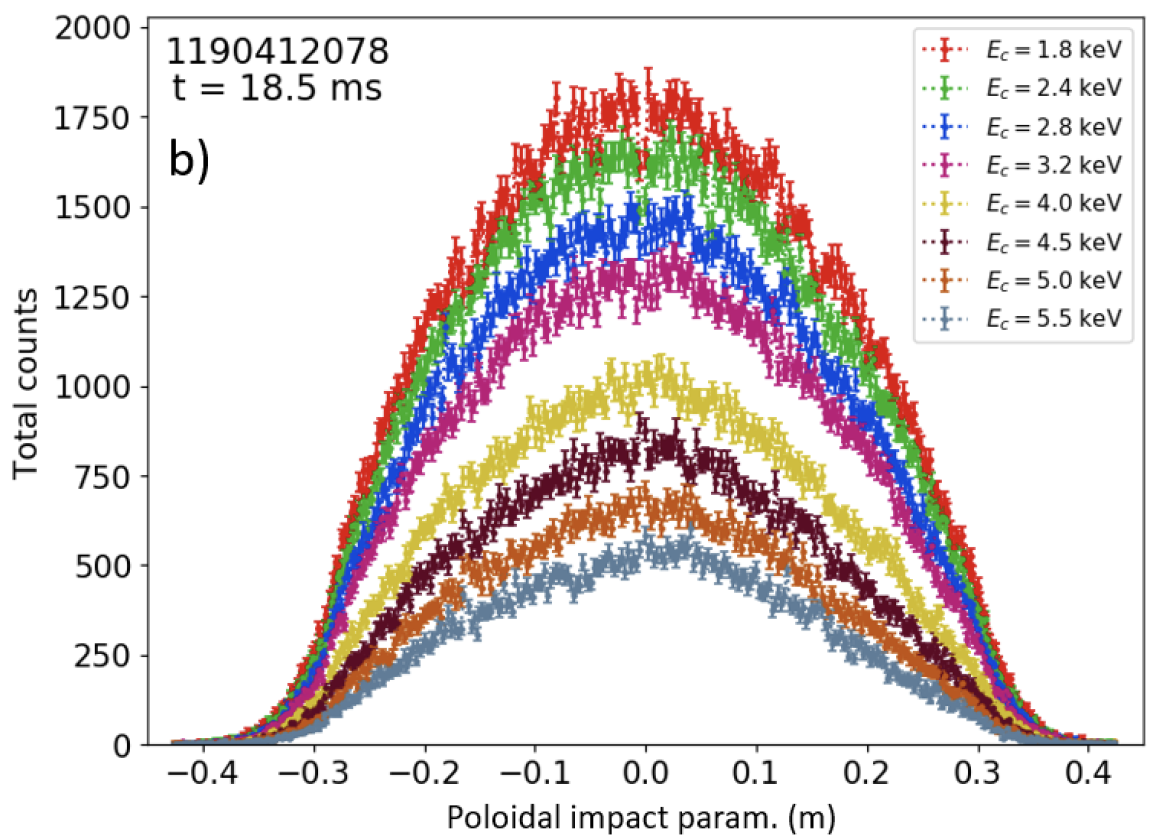 1190412078
t = 18.5 ms
b)
E_c = 1.8 keV
E_c = 2.4 keV
E_c = 2.8 keV
E_c = 3.2 keV
E_c = 4.0 keV
E_c = 4.5 keV
E_c = 5.0 keV
E_c = 5.5 keV
Total counts
2000
1750
1500
1250
1000
750
500
250
0
−0.4 −0.3 −0.2 −0.1 0.0 0.1 0.2 0.3 0.4
Poloidal impact param. (m)